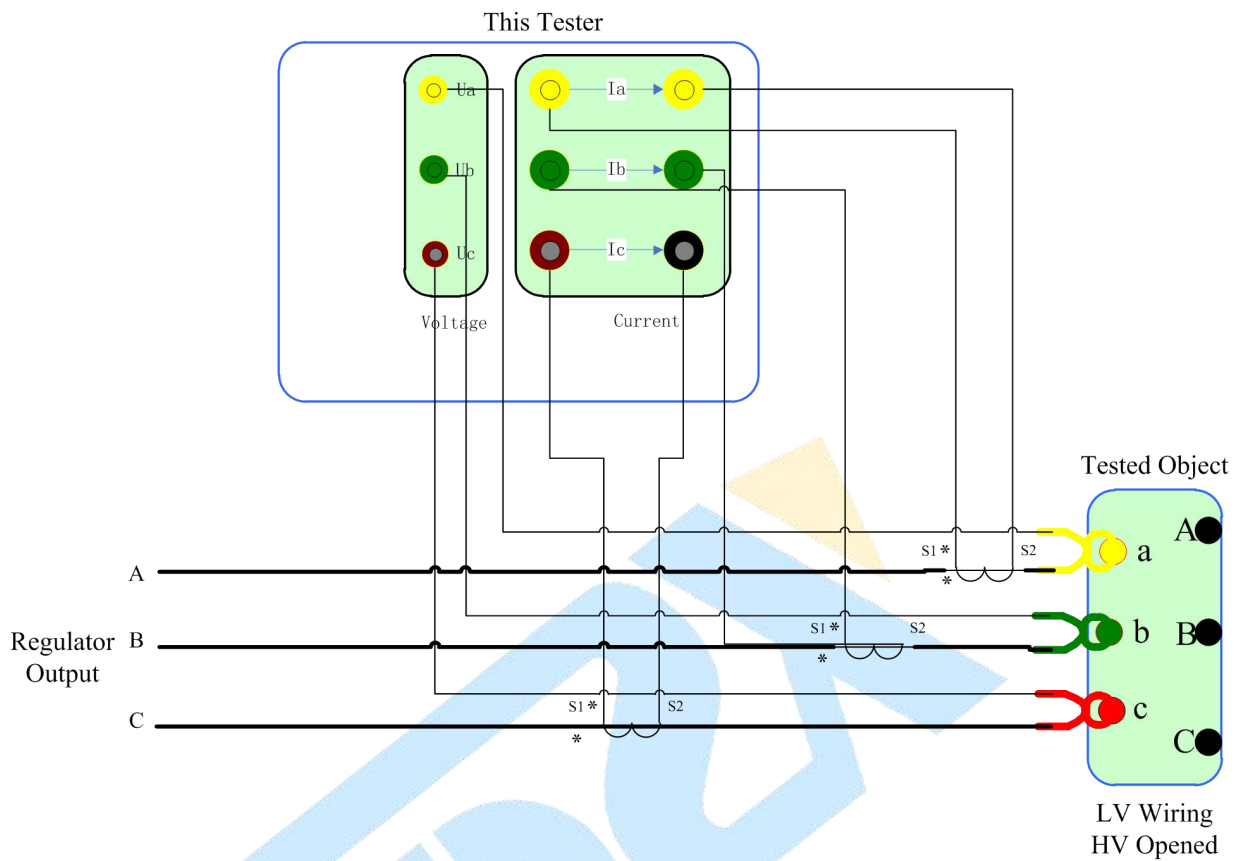 This Tester
Ua
Ia
Ub
Ib
Uc
Ic
Voltage
Current
Tested Object
A
a
S1 *
S2
A
*
B
b
S1 *
S2
Regulator
Output
B
*
c
S1 *
S2
C
*
C
LV Wiring
HV Opened